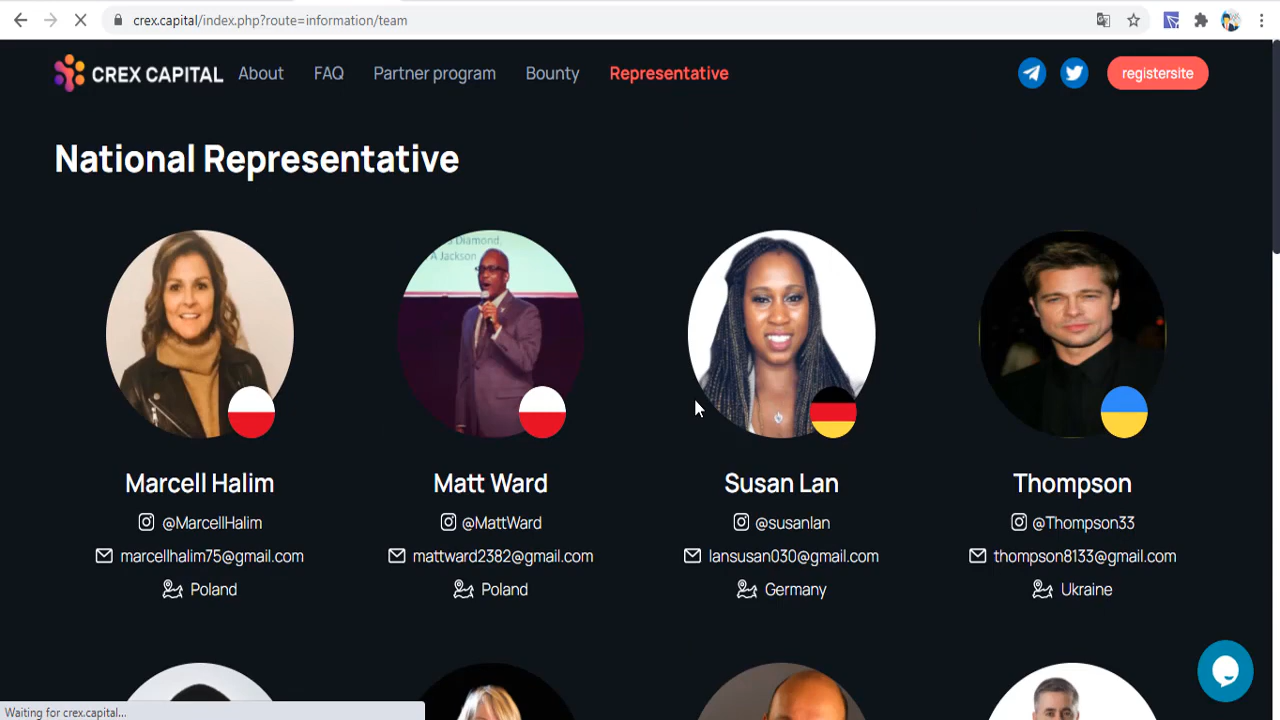 crex.capital/index.php?route=information/team
CREX CAPITAL About FAQ Partner program Bounty Representative registersite
National Representative
s Diamond.
A Jackson
Marcell Halim Matt Ward Susan Lan Thompson
@MarcellHalim @MattWard @susanlan @Thompson33
marcellhalim75@gmail.com mattward2382@gmail.com lansusan030@gmail.com thompson8133@gmail.com
Poland Poland Germany Ukraine
Waiting for crex.capital...